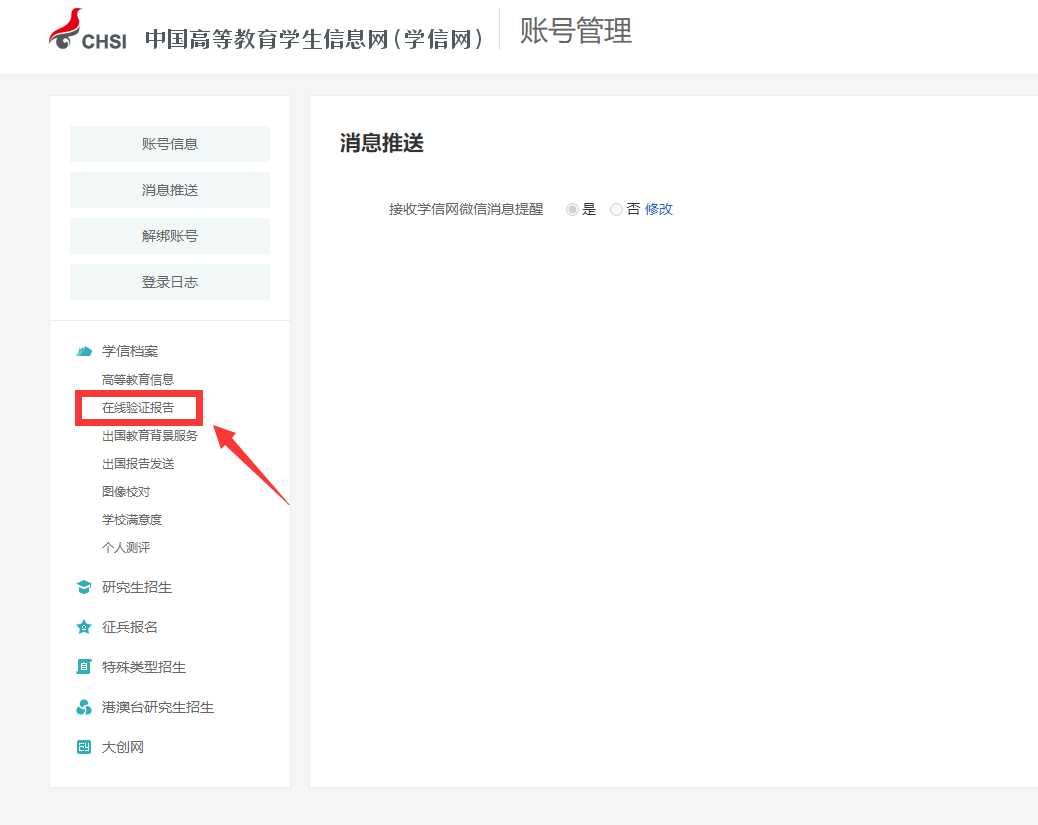 CHSI 中国高等教育学生信息网(学信网) 账号管理
账号信息
消息推送
解绑账号
登录日志
学信档案
高等教育信息
在线验证报告
出国教育背景服务
出国报告发送
图像校对
学校满意度
个人测评
研究生招生
征兵报名
特殊类型招生
港澳台研究生招生
大创网
消息推送
接收学信网微信消息提醒 是 否 修改